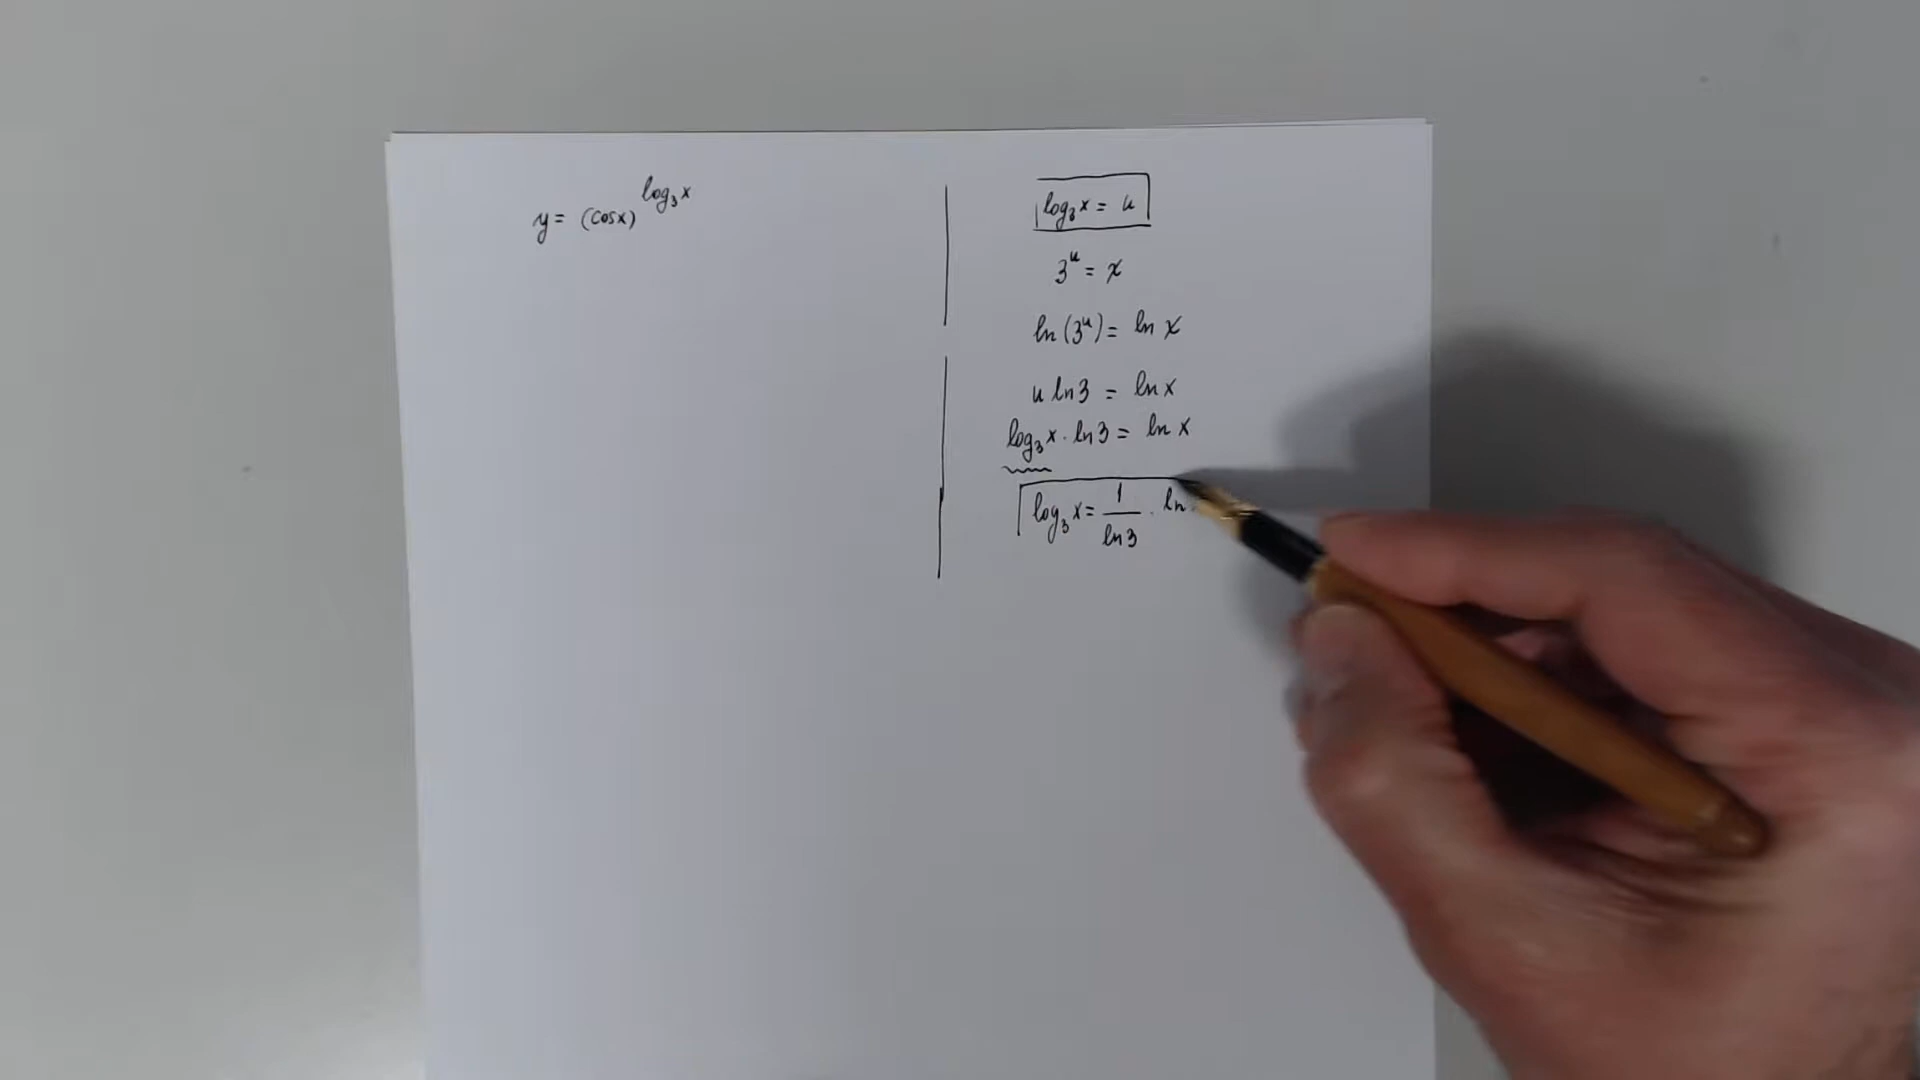 y = (cosx)^log₃x
log₃x = u
3^u = x
ln(3^u) = ln x
u ln3 = ln x
log₃x · ln3 = ln x
log₃x = 1/ln3 · ln